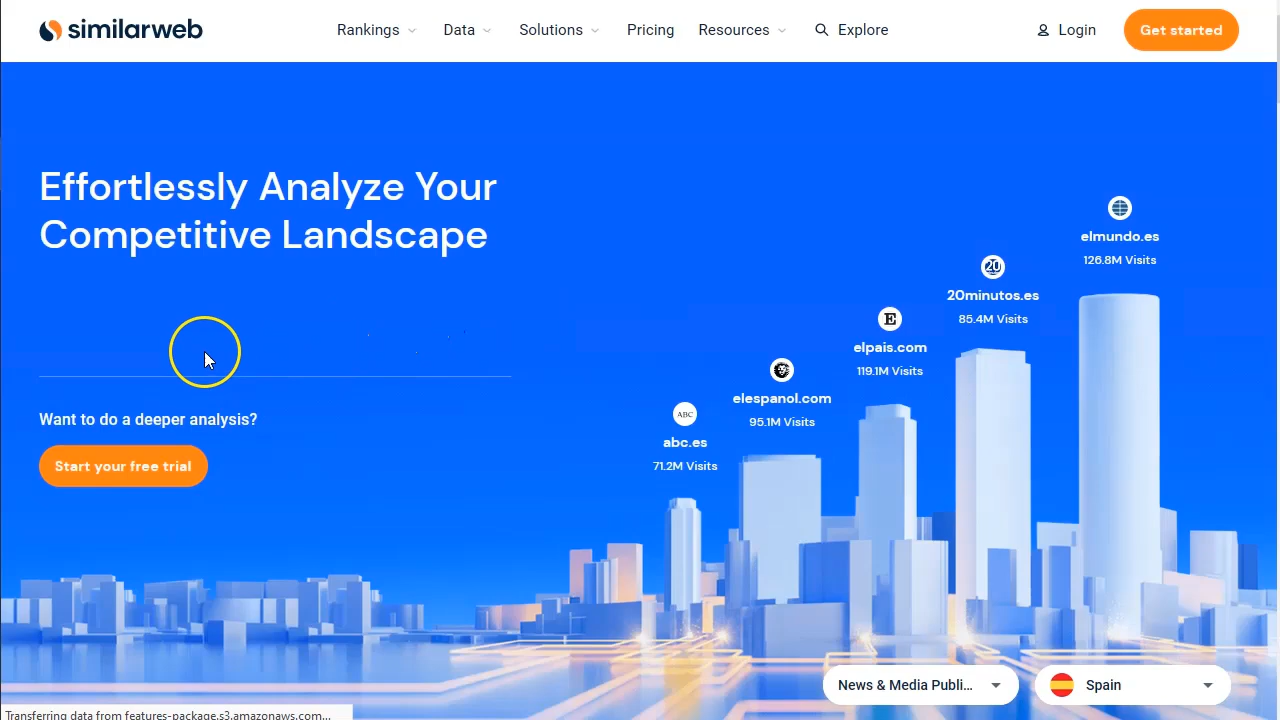 similarweb
Rankings
Data
Solutions
Pricing
Resources
Explore
Login
Get started
Effortlessly Analyze Your
Competitive Landscape
Want to do a deeper analysis?
Start your free trial
ABC
abc.es
71.2M Visits
elespanol.com
95.1M Visits
E
elpais.com
119.1M Visits
20
20minutos.es
85.4M Visits
elmundo.es
126.8M Visits
News & Media Publi...
Spain
Transferring data from features-package.s3.amazonaws.com...